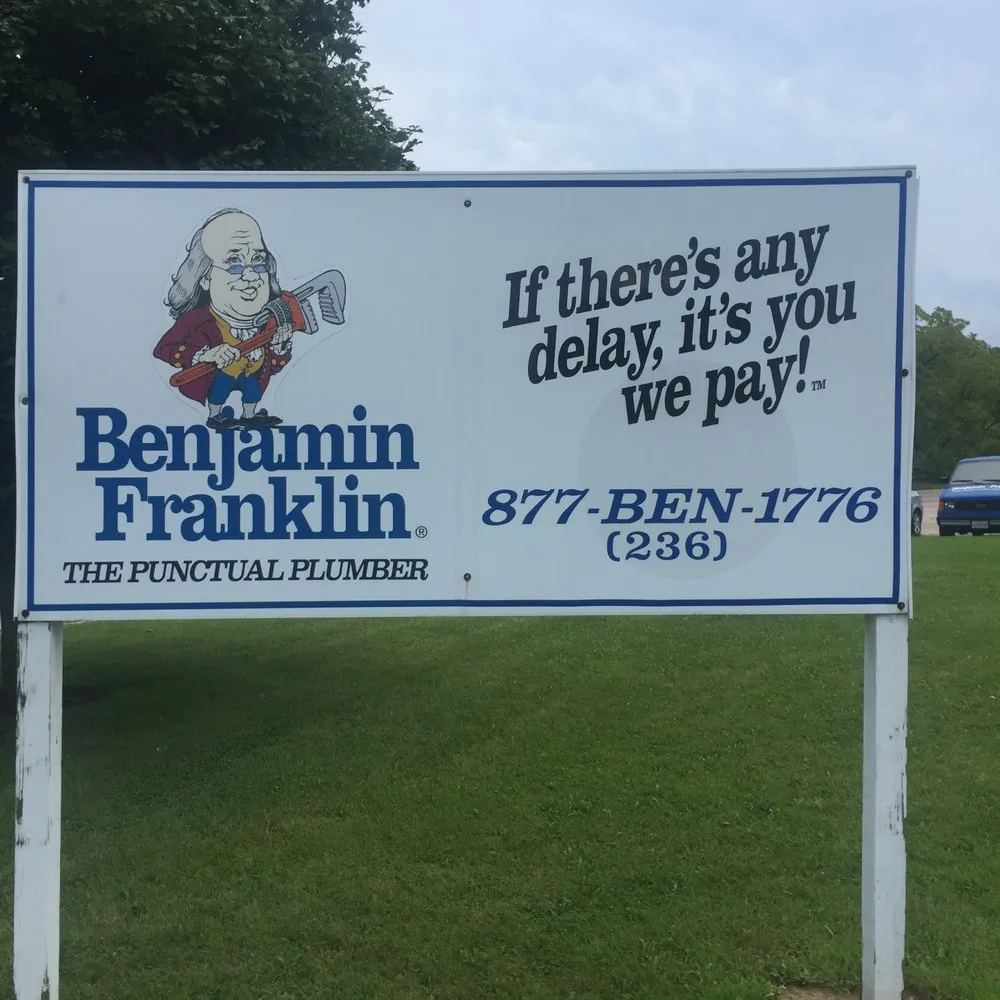 Benjamin
Franklin®
THE PUNCTUAL PLUMBER
If there's any
delay, it's you
we pay!™
877-BEN-1776
(236)